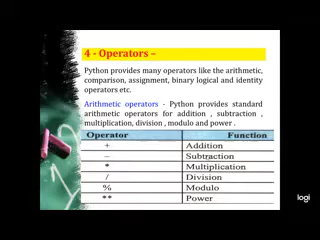 4 - Operators –
Python provides many operators like the arithmetic,
comparison, assignment, binary logical and identity
operators etc.
Arithmetic operators - Python provides standard
arithmetic operators for addition , subtraction ,
multiplication, division , modulo and power .
Operator Function
+ Addition
– Subtraction
* Multiplication
/ Division
% Modulo
** Power
logi